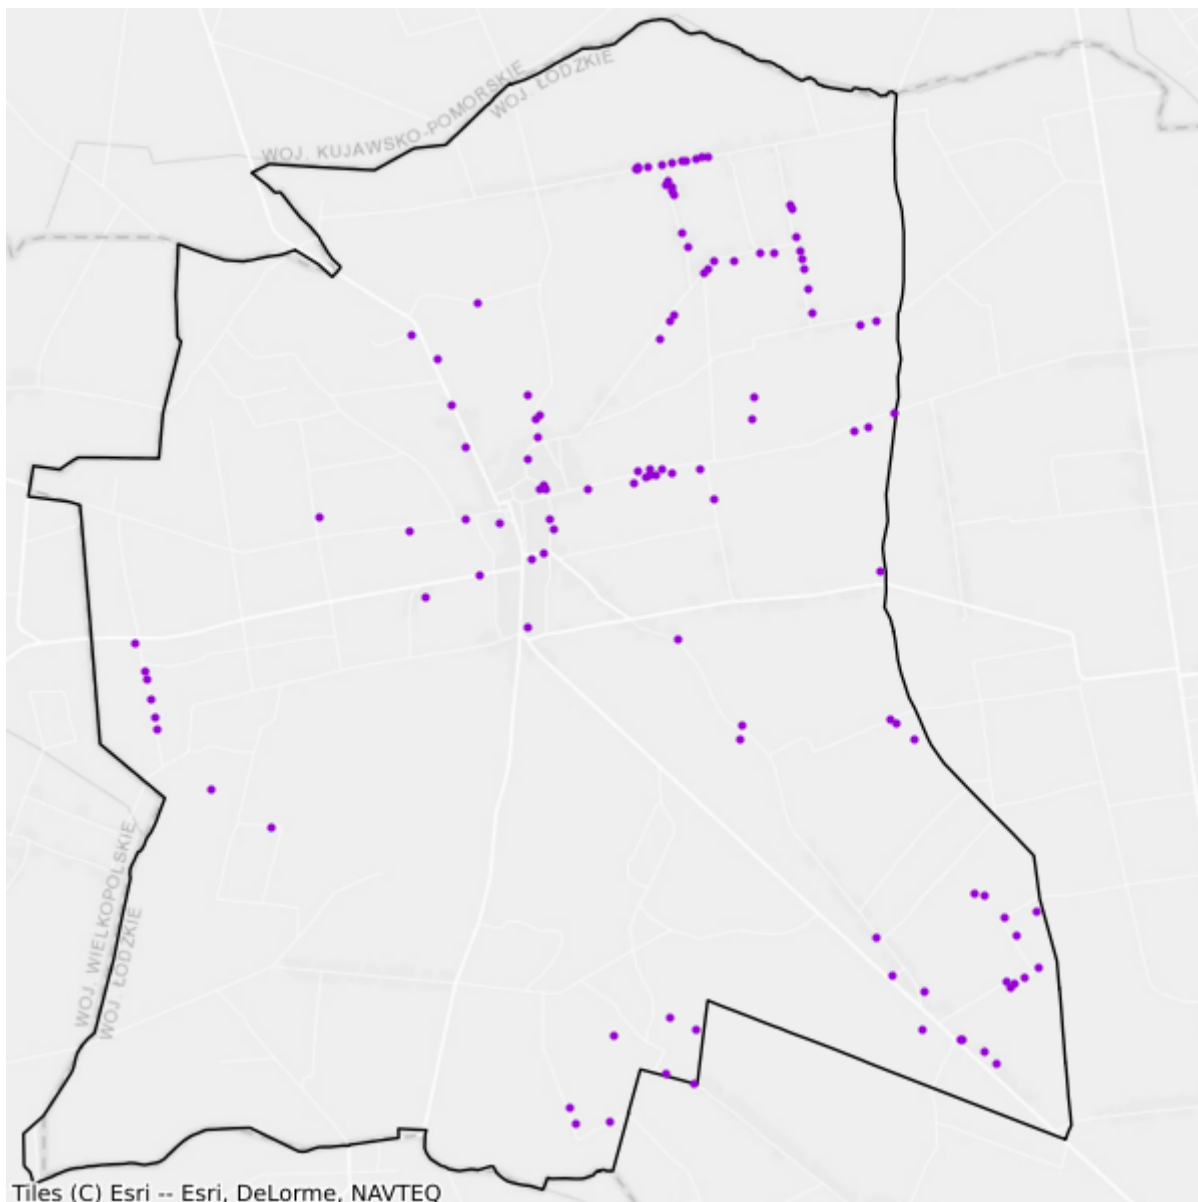 WOJ. KUJAWSKO-POMORSKIE
WOJ. ŁÓDZKIE
WOJ. WIELKOPOLSKIE
WOJ. ŁÓDZKIE
Tiles (C) Esri -- Esri, DeLorme, NAVTEQ